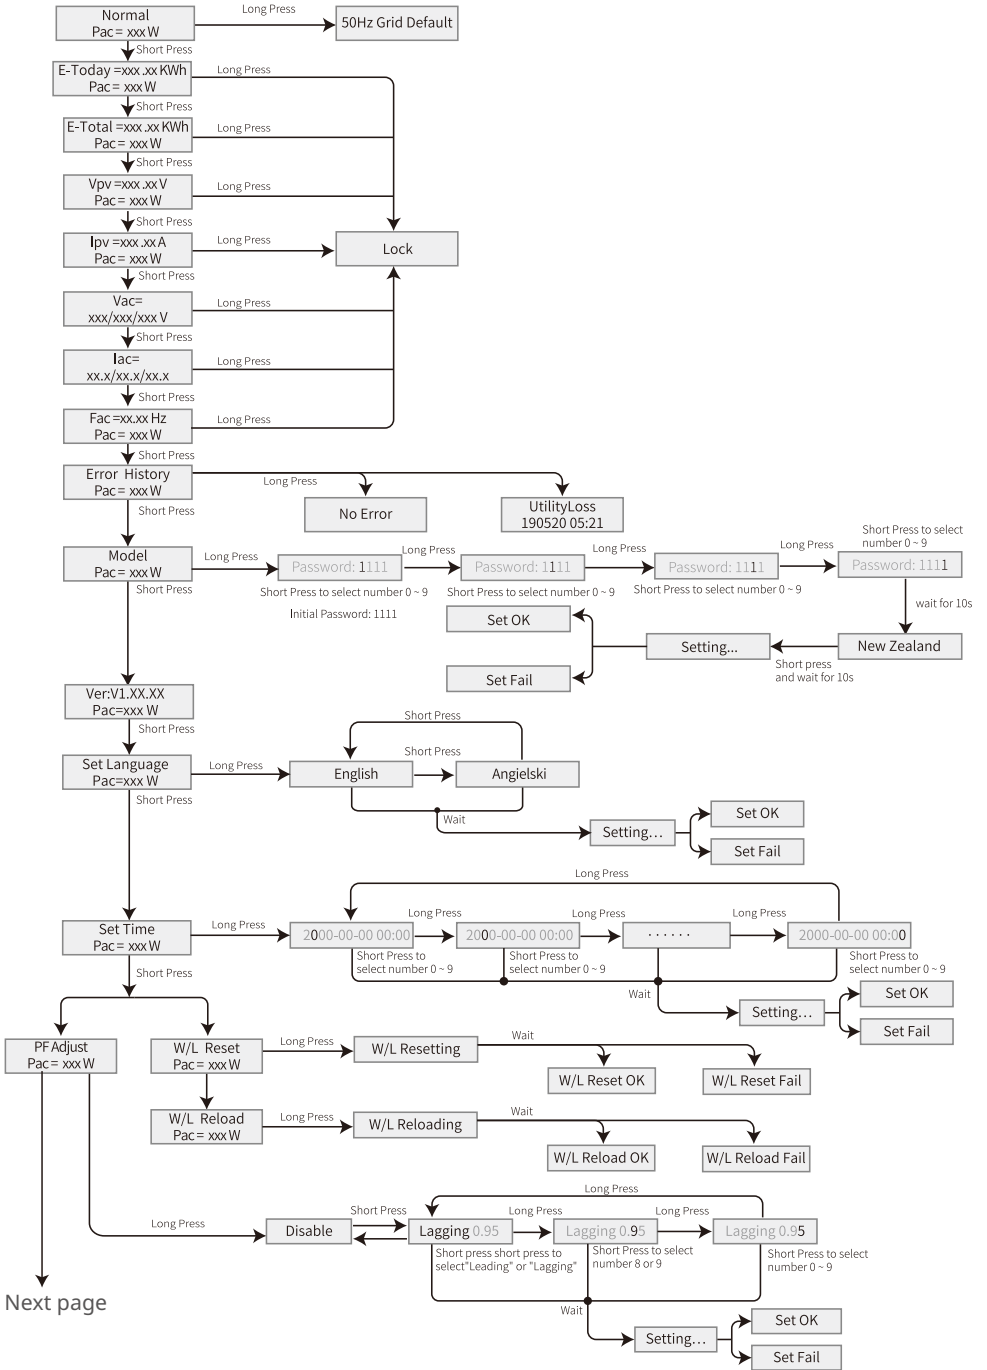 Normal
Pac= xxx W
Long Press
50Hz Grid Default
Short Press
E-Today =xxx .xx KWh
Pac= xxx W
Long Press
Short Press
E-Total =xxx .xx KWh
Pac= xxx W
Long Press
Short Press
Vpv =xxx .xx V
Pac= xxx W
Long Press
Short Press
Ipv =xxx .xx A
Pac= xxx W
Long Press
Lock
Short Press
Vac=
xxx/xxx/xxx V
Long Press
Short Press
Iac=
xx.x/xx.x/xx.x
Long Press
Short Press
Fac =xx.xx Hz
Pac= xxx W
Long Press
Short Press
Error History
Pac= xxx W
Long Press
No Error
UtilityLoss
190520 05:21
Short Press
Model
Pac= xxx W
Long Press
Password: 1111
Short Press to select number 0 ~ 9
Initial Password: 1111
Long Press
Password: 1111
Short Press to select number 0 ~ 9
Long Press
Password: 1111
Short Press to select number 0 ~ 9
Long Press
Short Press to select
number 0 ~ 9
Password: 1111
wait for 10s
New Zealand
Short press
and wait for 10s
Setting...
Set OK
Set Fail
Short Press
Ver:V1.XX.XX
Pac=xxx W
Short Press
Set Language
Pac=xxx W
Long Press
English
Short Press
Short Press
Angielski
Wait
Setting...
Set OK
Set Fail
Short Press
Set Time
Pac= xxx W
Long Press
Long Press
2000-00-00 00:00
Short Press to
select number 0 ~ 9
Long Press
2000-00-00 00:00
Short Press to
select number 0 ~ 9
Long Press
......
Short Press to
select number 0 ~ 9
Long Press
2000-00-00 00:00
Short Press to
select number 0 ~ 9
Wait
Setting...
Set OK
Set Fail
Short Press
PF Adjust
Pac= xxx W
W/L Reset
Pac= xxx W
Long Press
W/L Resetting
Wait
W/L Reset OK
W/L Reset Fail
W/L Reload
Pac= xxx W
Long Press
W/L Reloading
Wait
W/L Reload OK
W/L Reload Fail
Long Press
Long Press
Disable
Short Press
Lagging 0.95
Short press short press to
select"Leading" or "Lagging"
Long Press
Lagging 0.95
Short Press to select
number 8 or 9
Long Press
Lagging 0.95
Short Press to select
number 0 ~ 9
Next page
Wait
Setting...
Set OK
Set Fail